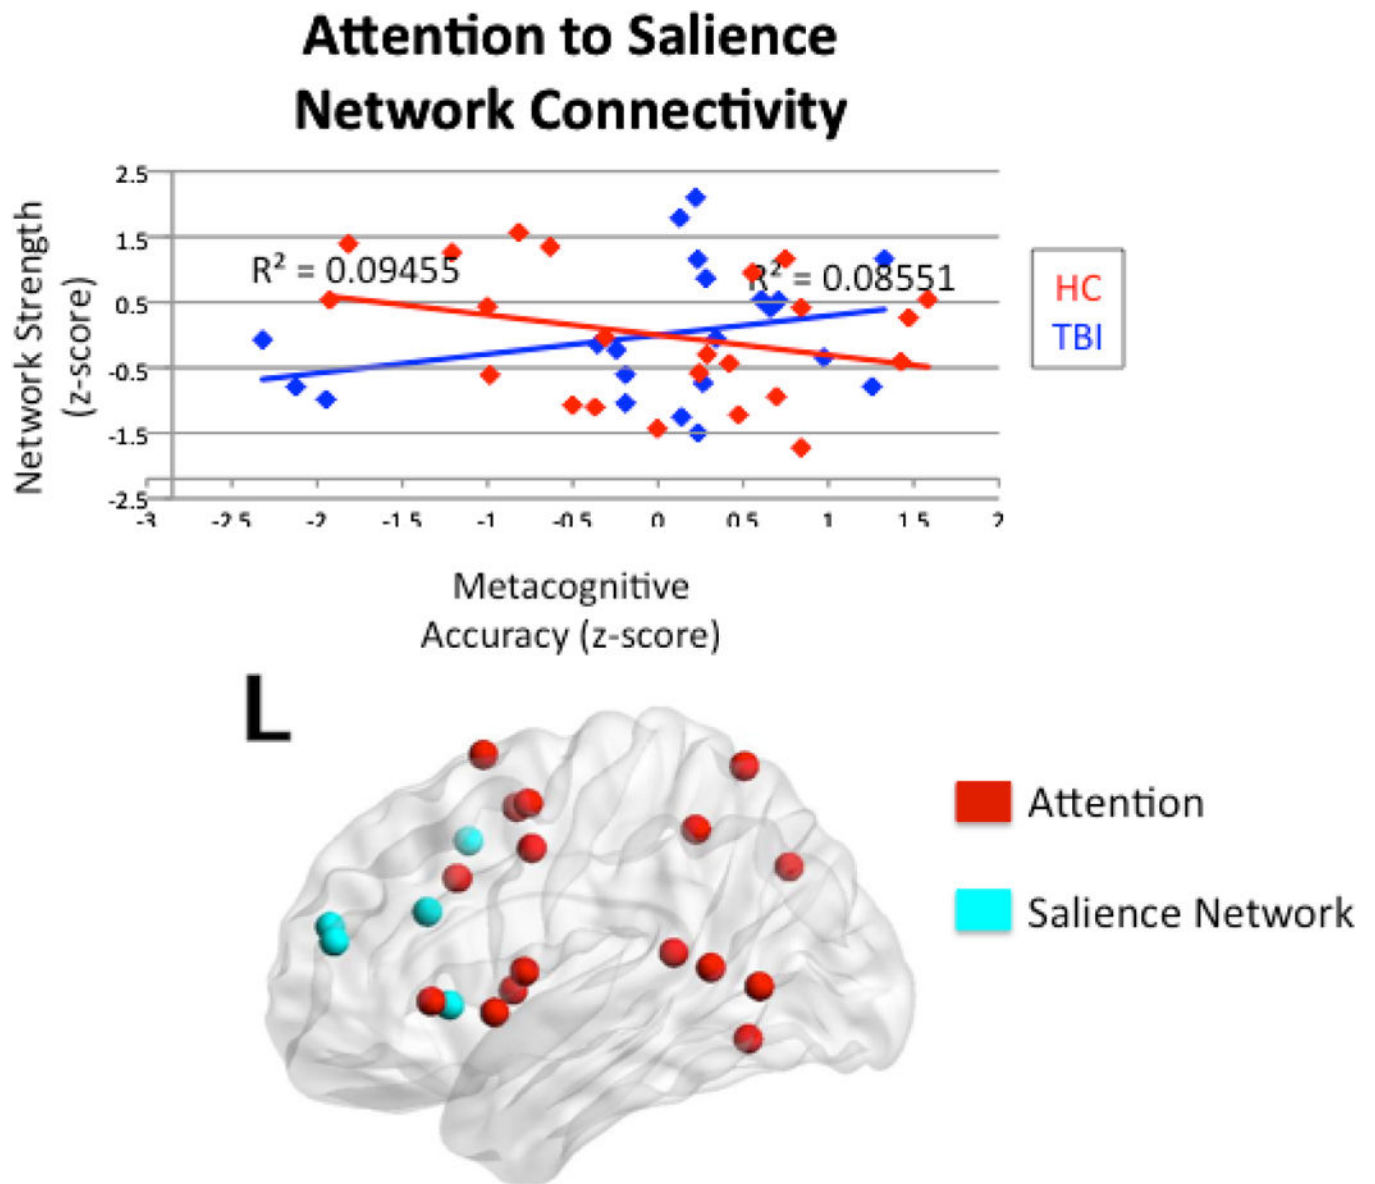 Attention to Salience
Network Connectivity
Network Strength
(z-score)
2.5
1.5
0.5
-0.5
-1.5
-2.5
R² = 0.09455
R² = 0.08551
HC
TBI
-3 -2.5 -2 -1.5 -1 -0.5 0 0.5 1 1.5 2
Metacognitive
Accuracy (z-score)
L
Attention
Salience Network